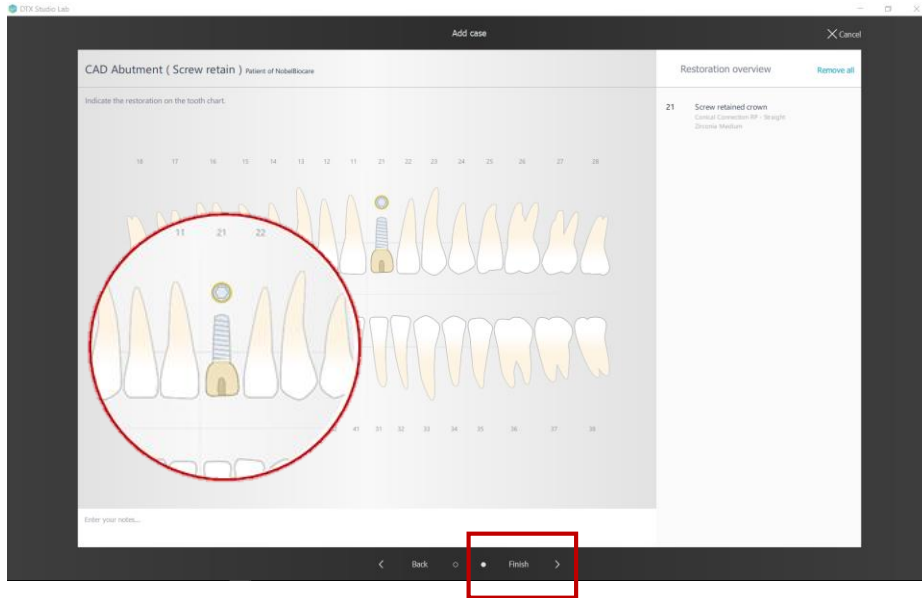 DTX Studio Lab
Add case
Cancel
CAD Abutment ( Screw retain ) Patient of NobelBiocare
Restoration overview
Remove all
Indicate the restoration on the tooth chart.
21 Screw retained crown
Conical Connection RP - Straight
Zirconia Medium
18 17 16 15 14 13 12 11 21 22 23 24 25 26 27 28
11 21 22
41 31 32 33 34 35 36 37 38
Enter your notes...
Back
Finish